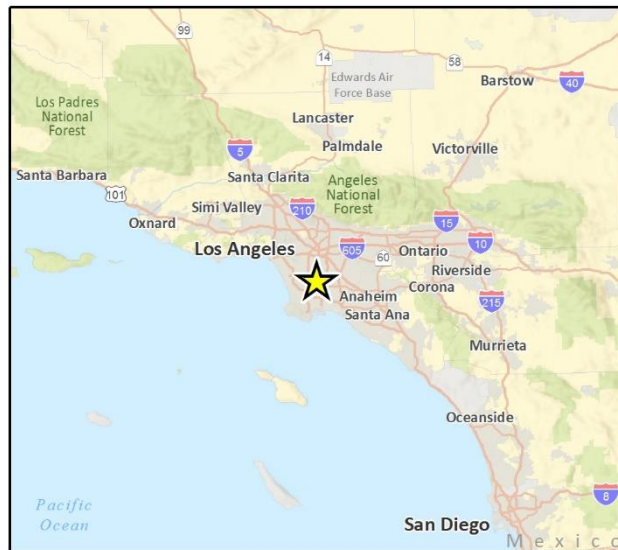 99
14
58
Edwards Air
Force Base
Barstow
40
Los Padres
National
Forest
Lancaster
Palmdale
Victorville
5
Santa Barbara
Santa Clarita
Angeles
National
Forest
101
Simi Valley
210
15
Oxnard
Los Angeles
605
60
Ontario
10
Riverside
Corona
Anaheim
215
Santa Ana
Murrieta
Oceanside
8
Pacific
Ocean
San Diego
Mexico